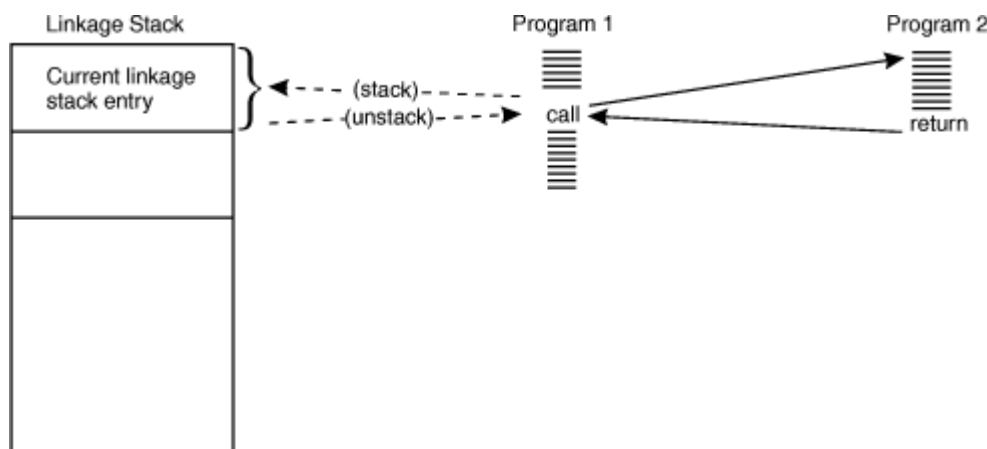 Linkage Stack
Program 1
Program 2
Current linkage
stack entry
(stack)
(unstack)
call
return